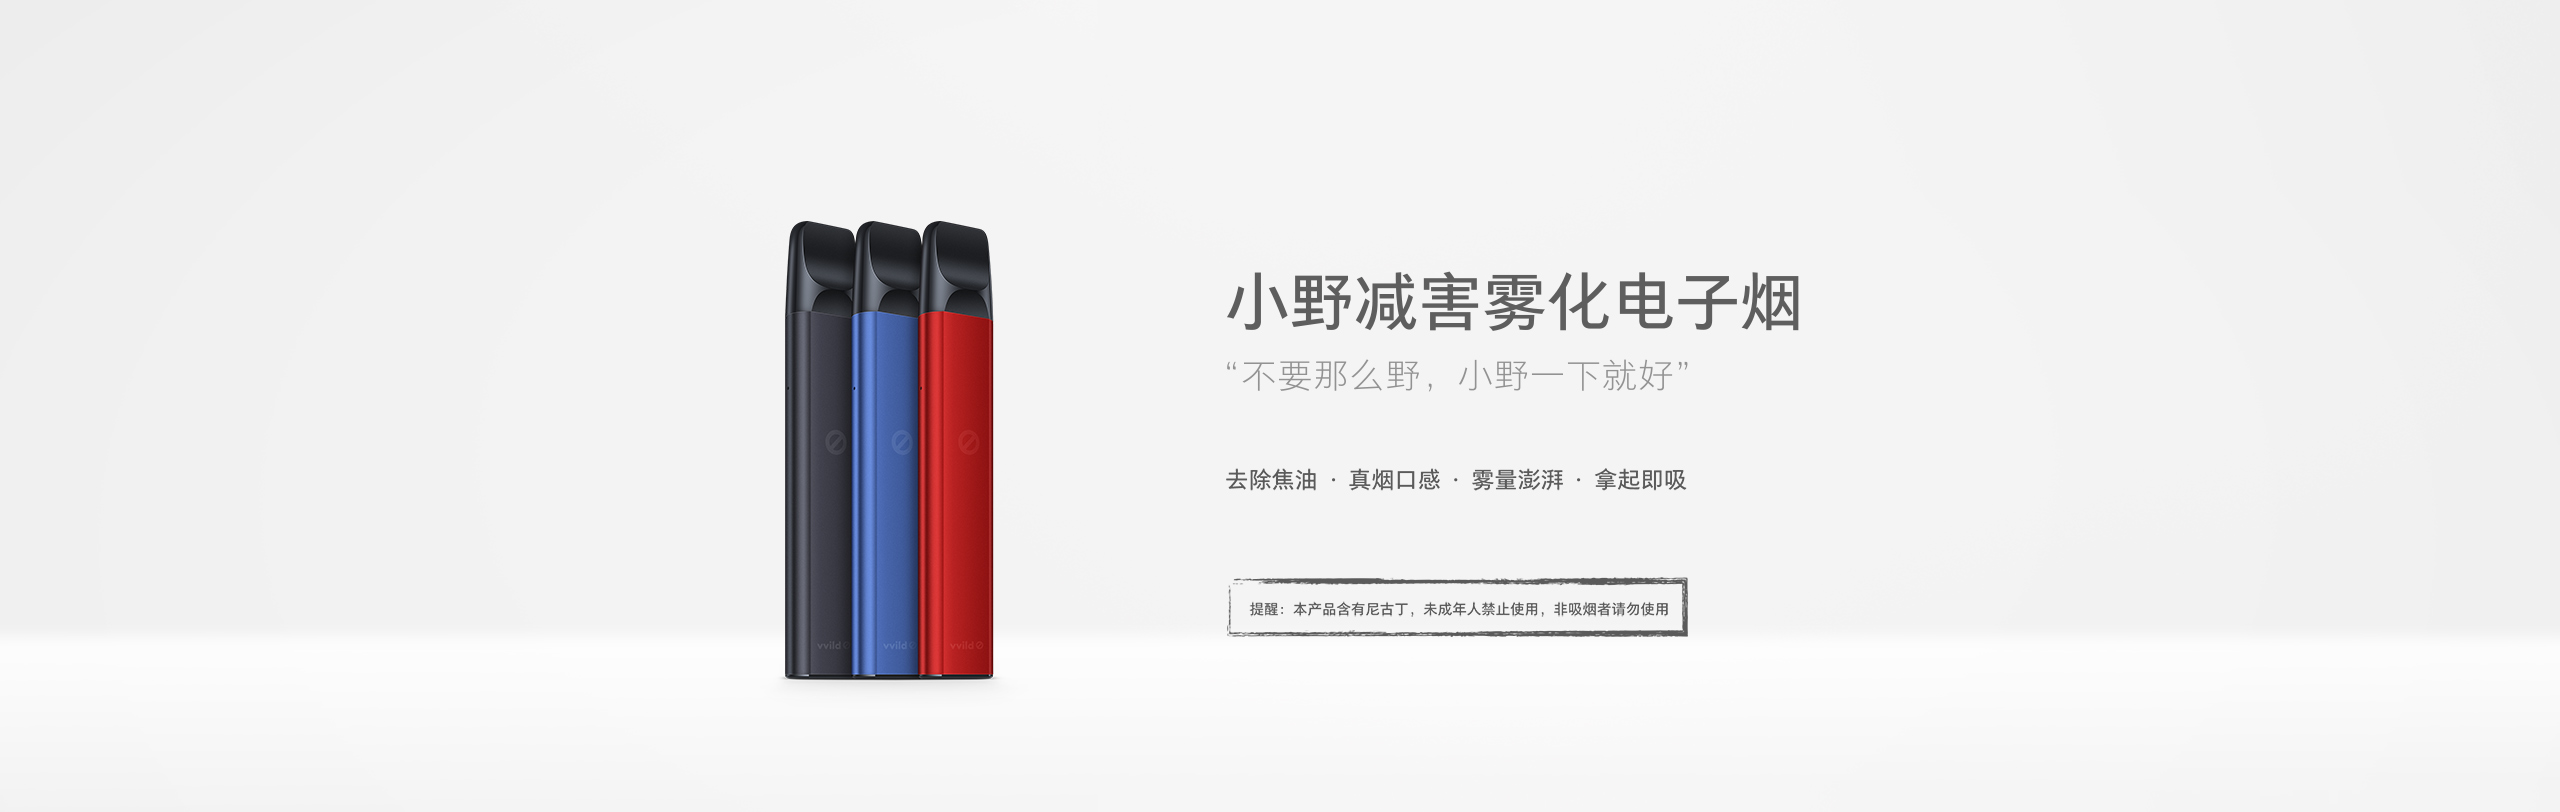 小野减害雾化电子烟
“不要那么野，小野一下就好”
去除焦油 · 真烟口感 · 雾量澎湃 · 拿起即吸
提醒：本产品含有尼古丁，未成年人禁止使用，非吸烟者请勿使用
vvild
vvild
vvild